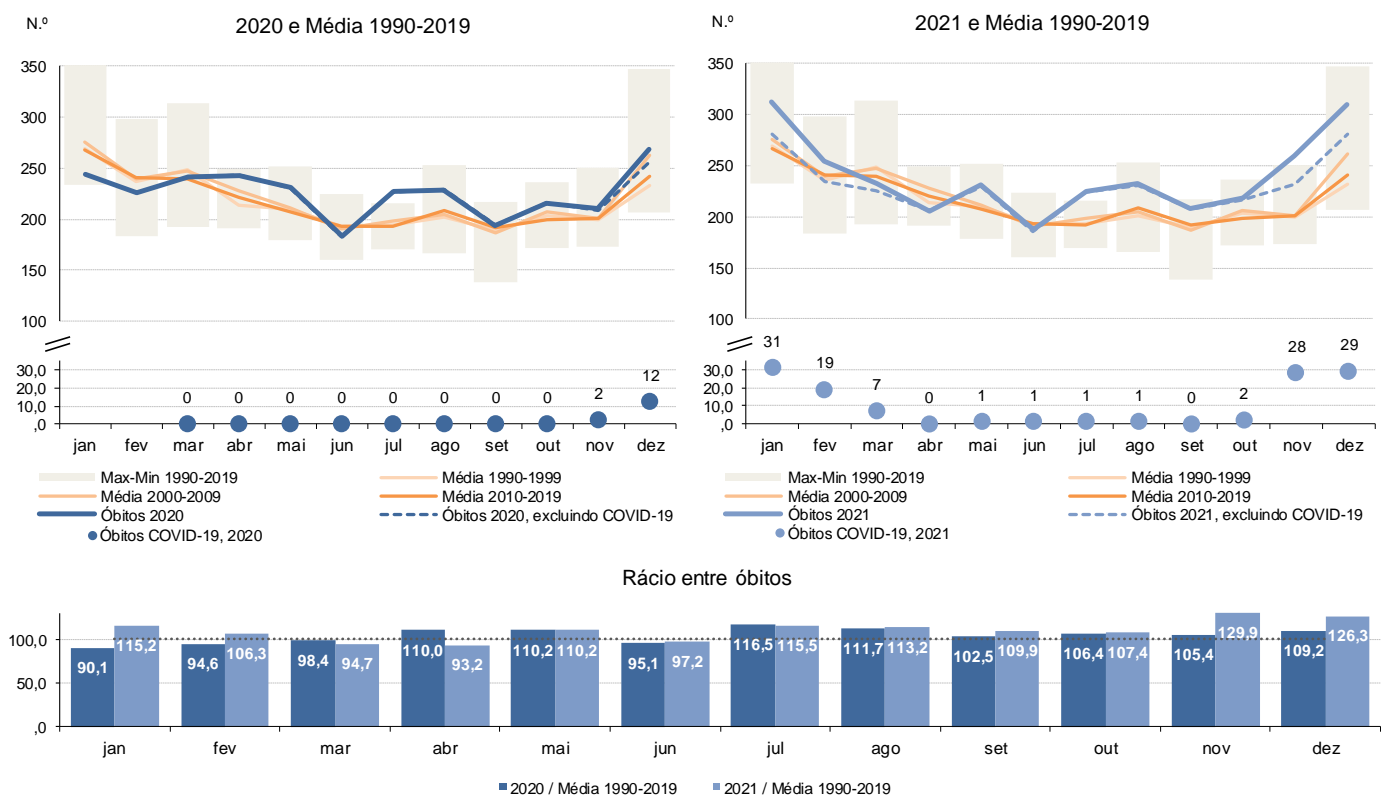 N.º
2020 e Média 1990-2019
350
300
250
200
150
100
30,0
20,0
10,0
,0
0 0 0 0 0 0 0 0 2 12
jan fev mar abr mai jun jul ago set out nov dez
Max-Min 1990-2019
Média 1990-1999
Média 2000-2009
Média 2010-2019
Óbitos 2020
Óbitos 2020, excluindo COVID-19
Óbitos COVID-19, 2020
N.º
2021 e Média 1990-2019
350
300
250
200
150
100
30,0
20,0
10,0
,0
31 19 7 0 1 1 1 1 0 2 28 29
jan fev mar abr mai jun jul ago set out nov dez
Max-Min 1990-2019
Média 1990-1999
Média 2000-2009
Média 2010-2019
Óbitos 2021
Óbitos 2021, excluindo COVID-19
Óbitos COVID-19, 2021
Rácio entre óbitos
100,0
50,0
,0
90,1 115,2 94,6 106,3 98,4 94,7 110,0 93,2 110,2 110,2 95,1 97,2 116,5 115,5 111,7 113,2 102,5 109,9 106,4 107,4 105,4 129,9 109,2 126,3
jan fev mar abr mai jun jul ago set out nov dez
2020 / Média 1990-2019
2021 / Média 1990-2019